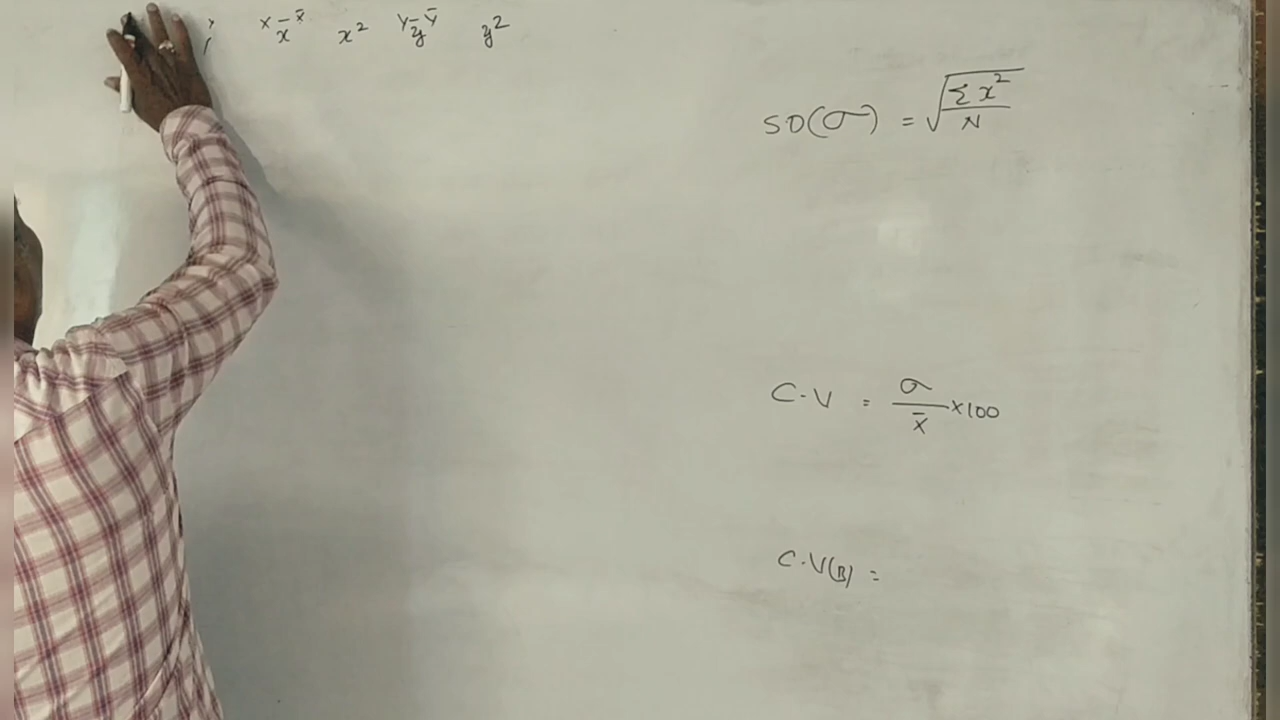 X - X̄ Y - Ȳ
x x² y y²
SD(σ) = √(Σx²/N)
C.V = σ/X̄ × 100
C.V(B) =